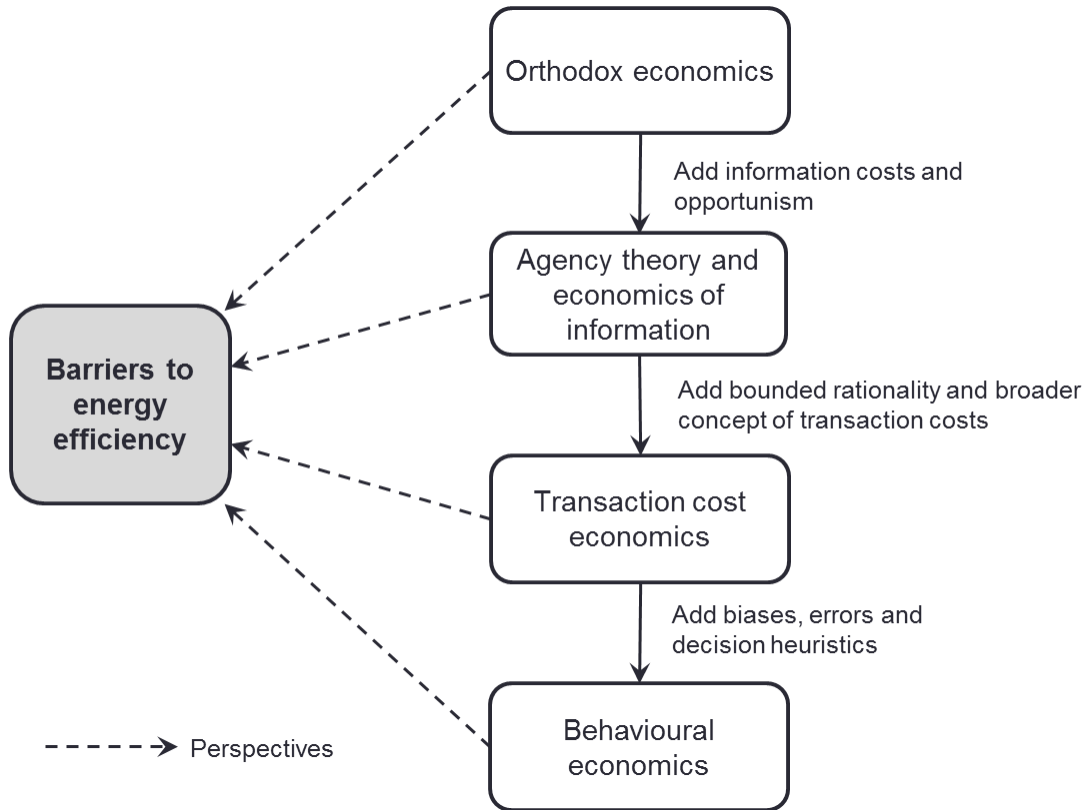 Orthodox economics
Add information costs and
opportunism
Agency theory and
economics of
information
Barriers to
energy
efficiency
Add bounded rationality and broader
concept of transaction costs
Transaction cost
economics
Add biases, errors and
decision heuristics
Behavioural
economics
Perspectives